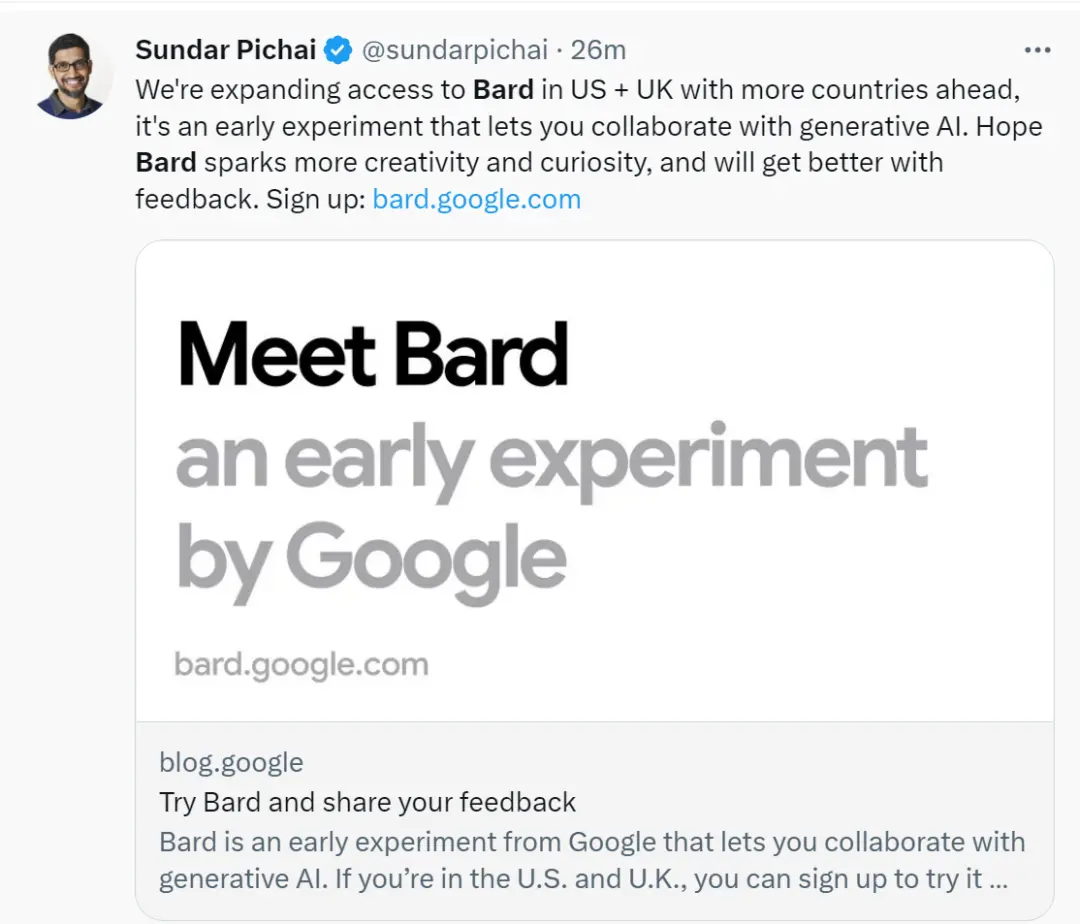 Sundar Pichai @sundarpichai · 26m
We're expanding access to Bard in US + UK with more countries ahead,
it's an early experiment that lets you collaborate with generative AI. Hope
Bard sparks more creativity and curiosity, and will get better with
feedback. Sign up: bard.google.com
Meet Bard
an early experiment
by Google
bard.google.com
blog.google
Try Bard and share your feedback
Bard is an early experiment from Google that lets you collaborate with
generative AI. If you’re in the U.S. and U.K., you can sign up to try it ...